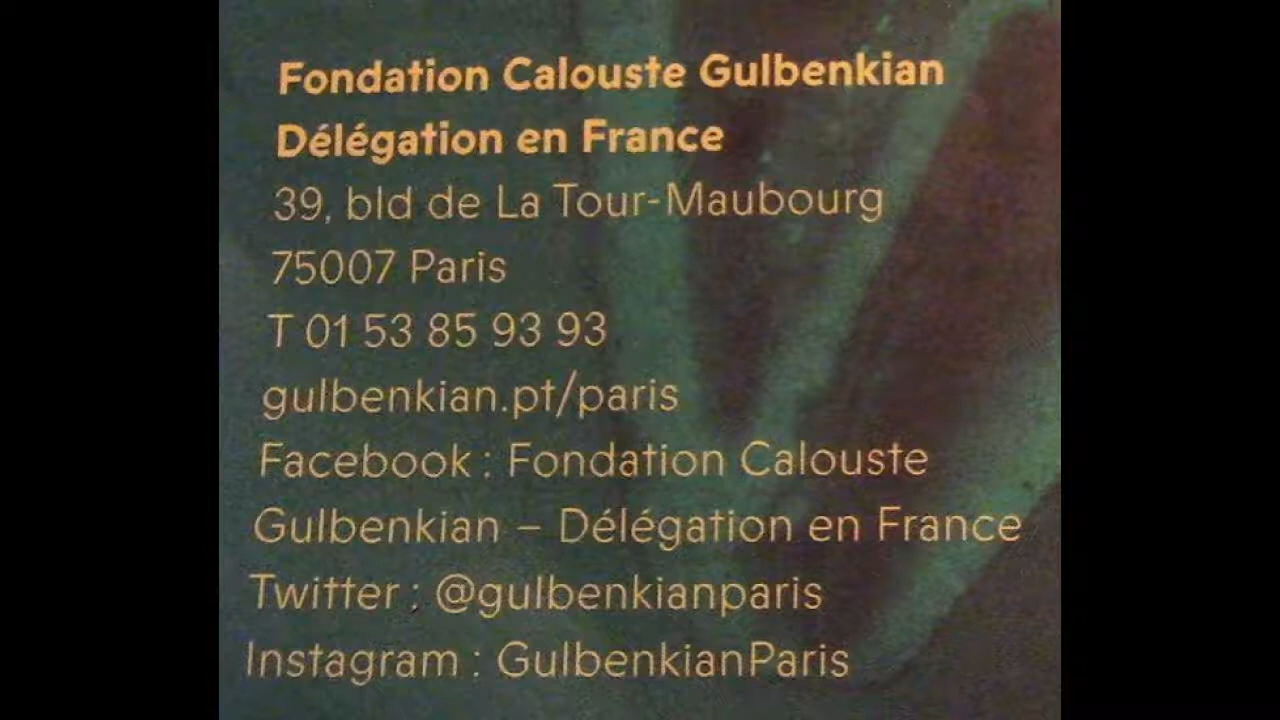 Fondation Calouste Gulbenkian
Délégation en France
39, bld de La Tour-Maubourg
75007 Paris
T 01 53 85 93 93
gulbenkian.pt/paris
Facebook : Fondation Calouste
Gulbenkian – Délégation en France
Twitter : @gulbenkianparis
Instagram : GulbenkianParis